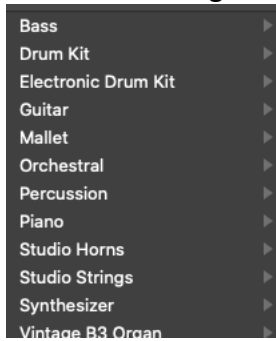 Bass
Drum Kit
Electronic Drum Kit
Guitar
Mallet
Orchestral
Percussion
Piano
Studio Horns
Studio Strings
Synthesizer
Vintage B3 Organ